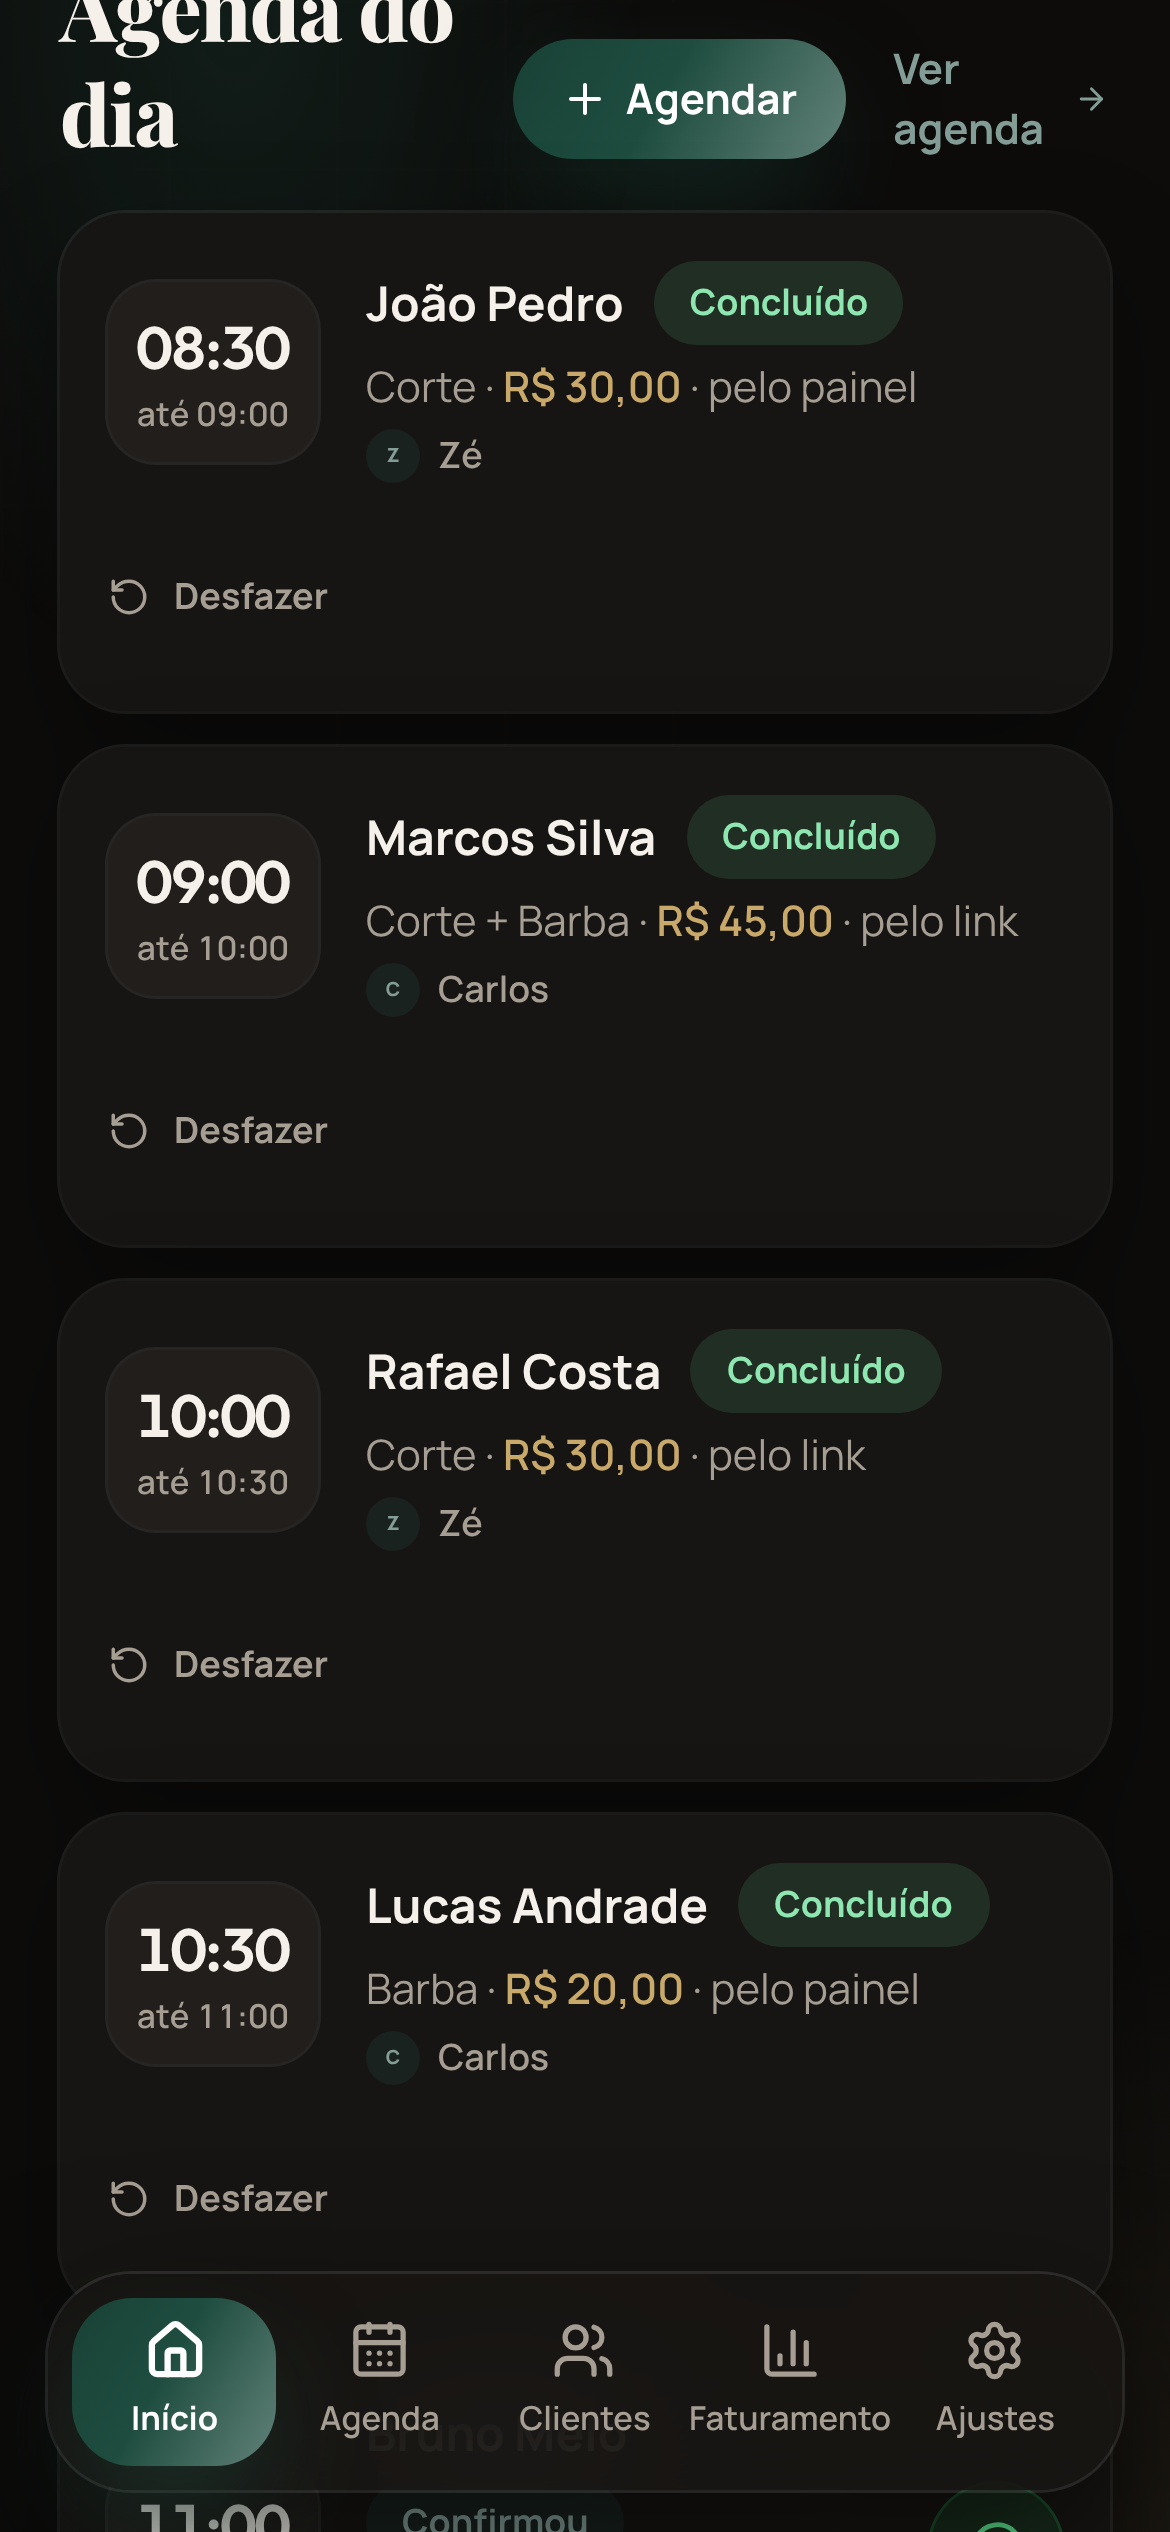 Agenda do
dia
+ Agendar
Ver
agenda →
João Pedro Concluído
08:30
até 09:00
Corte · R$ 30,00 · pelo painel
Z Zé
Desfazer
Marcos Silva Concluído
09:00
até 10:00
Corte + Barba · R$ 45,00 · pelo link
C Carlos
Desfazer
Rafael Costa Concluído
10:00
até 10:30
Corte · R$ 30,00 · pelo link
Z Zé
Desfazer
Lucas Andrade Concluído
10:30
até 11:00
Barba · R$ 20,00 · pelo painel
C Carlos
Desfazer
Início Agenda Clientes Faturamento Ajustes
Bruno Melo
11:00
Confirmou